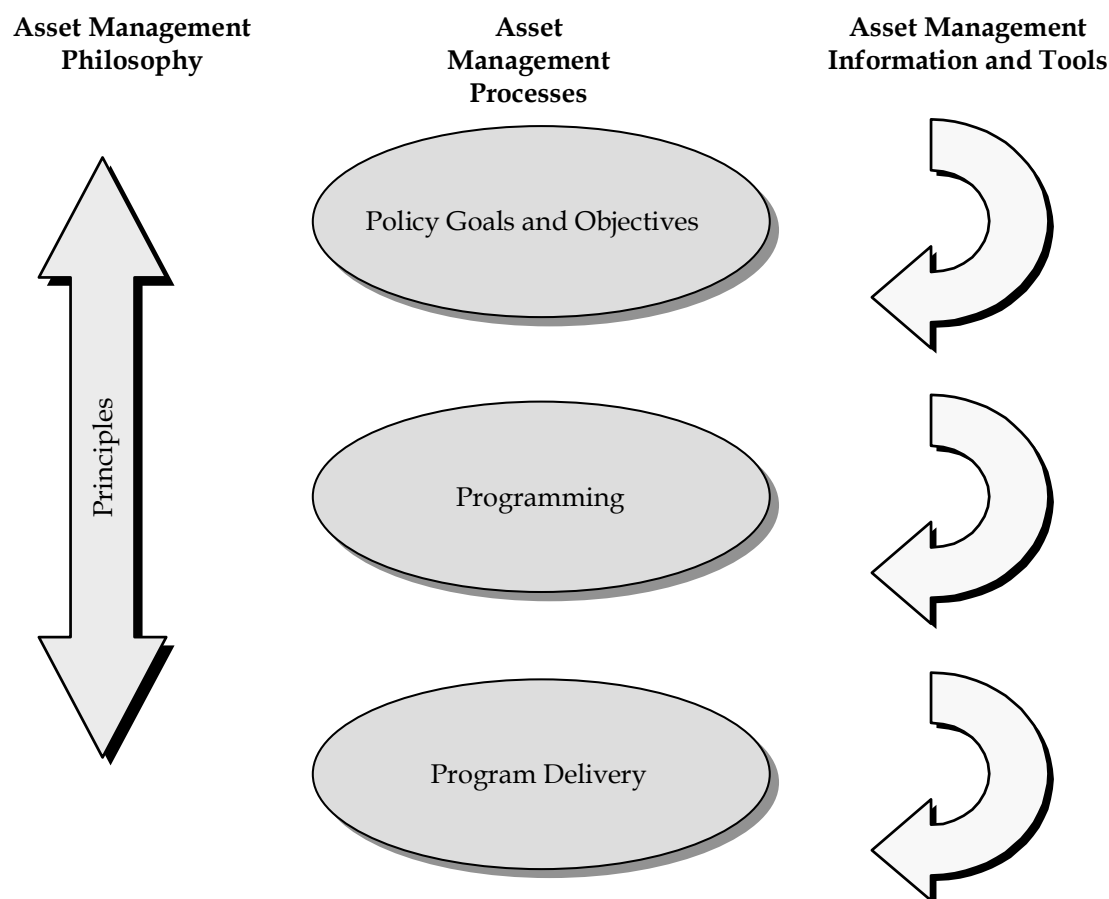 Asset Management
Philosophy
Asset
Management
Processes
Asset Management
Information and Tools
Policy Goals and Objectives
Principles
Programming
Program Delivery